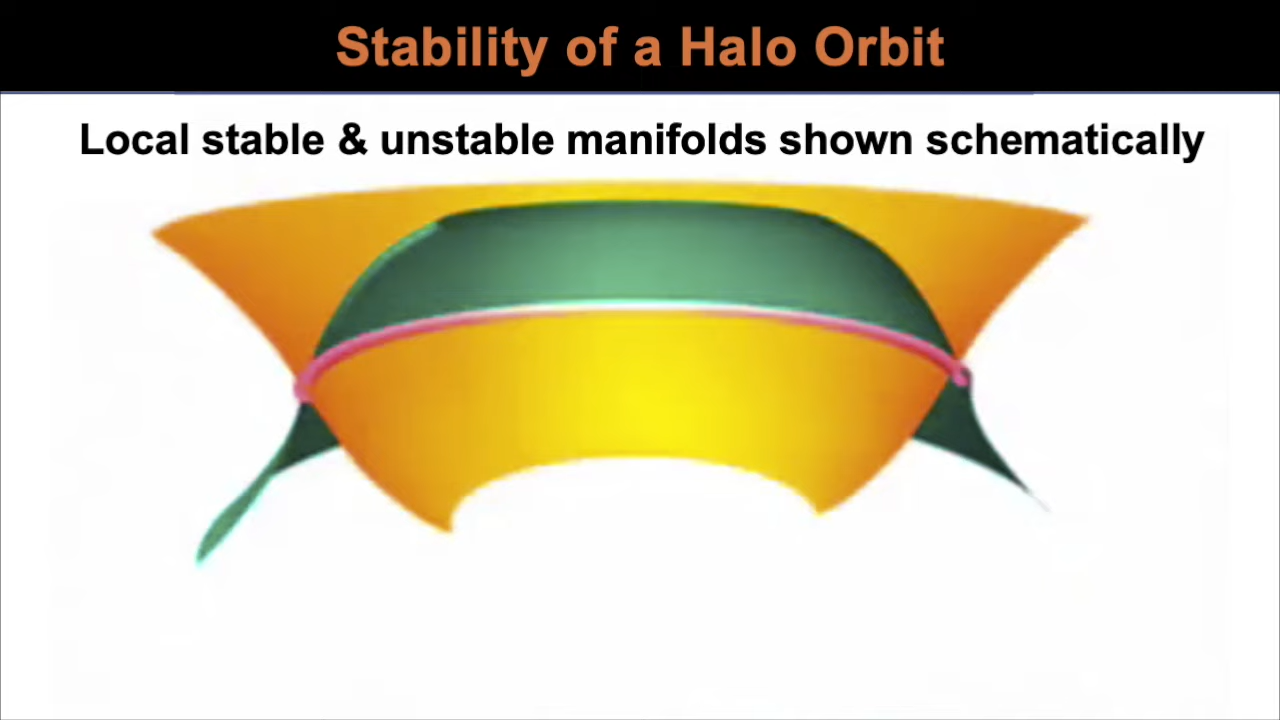 Stability of a Halo Orbit
Local stable & unstable manifolds shown schematically